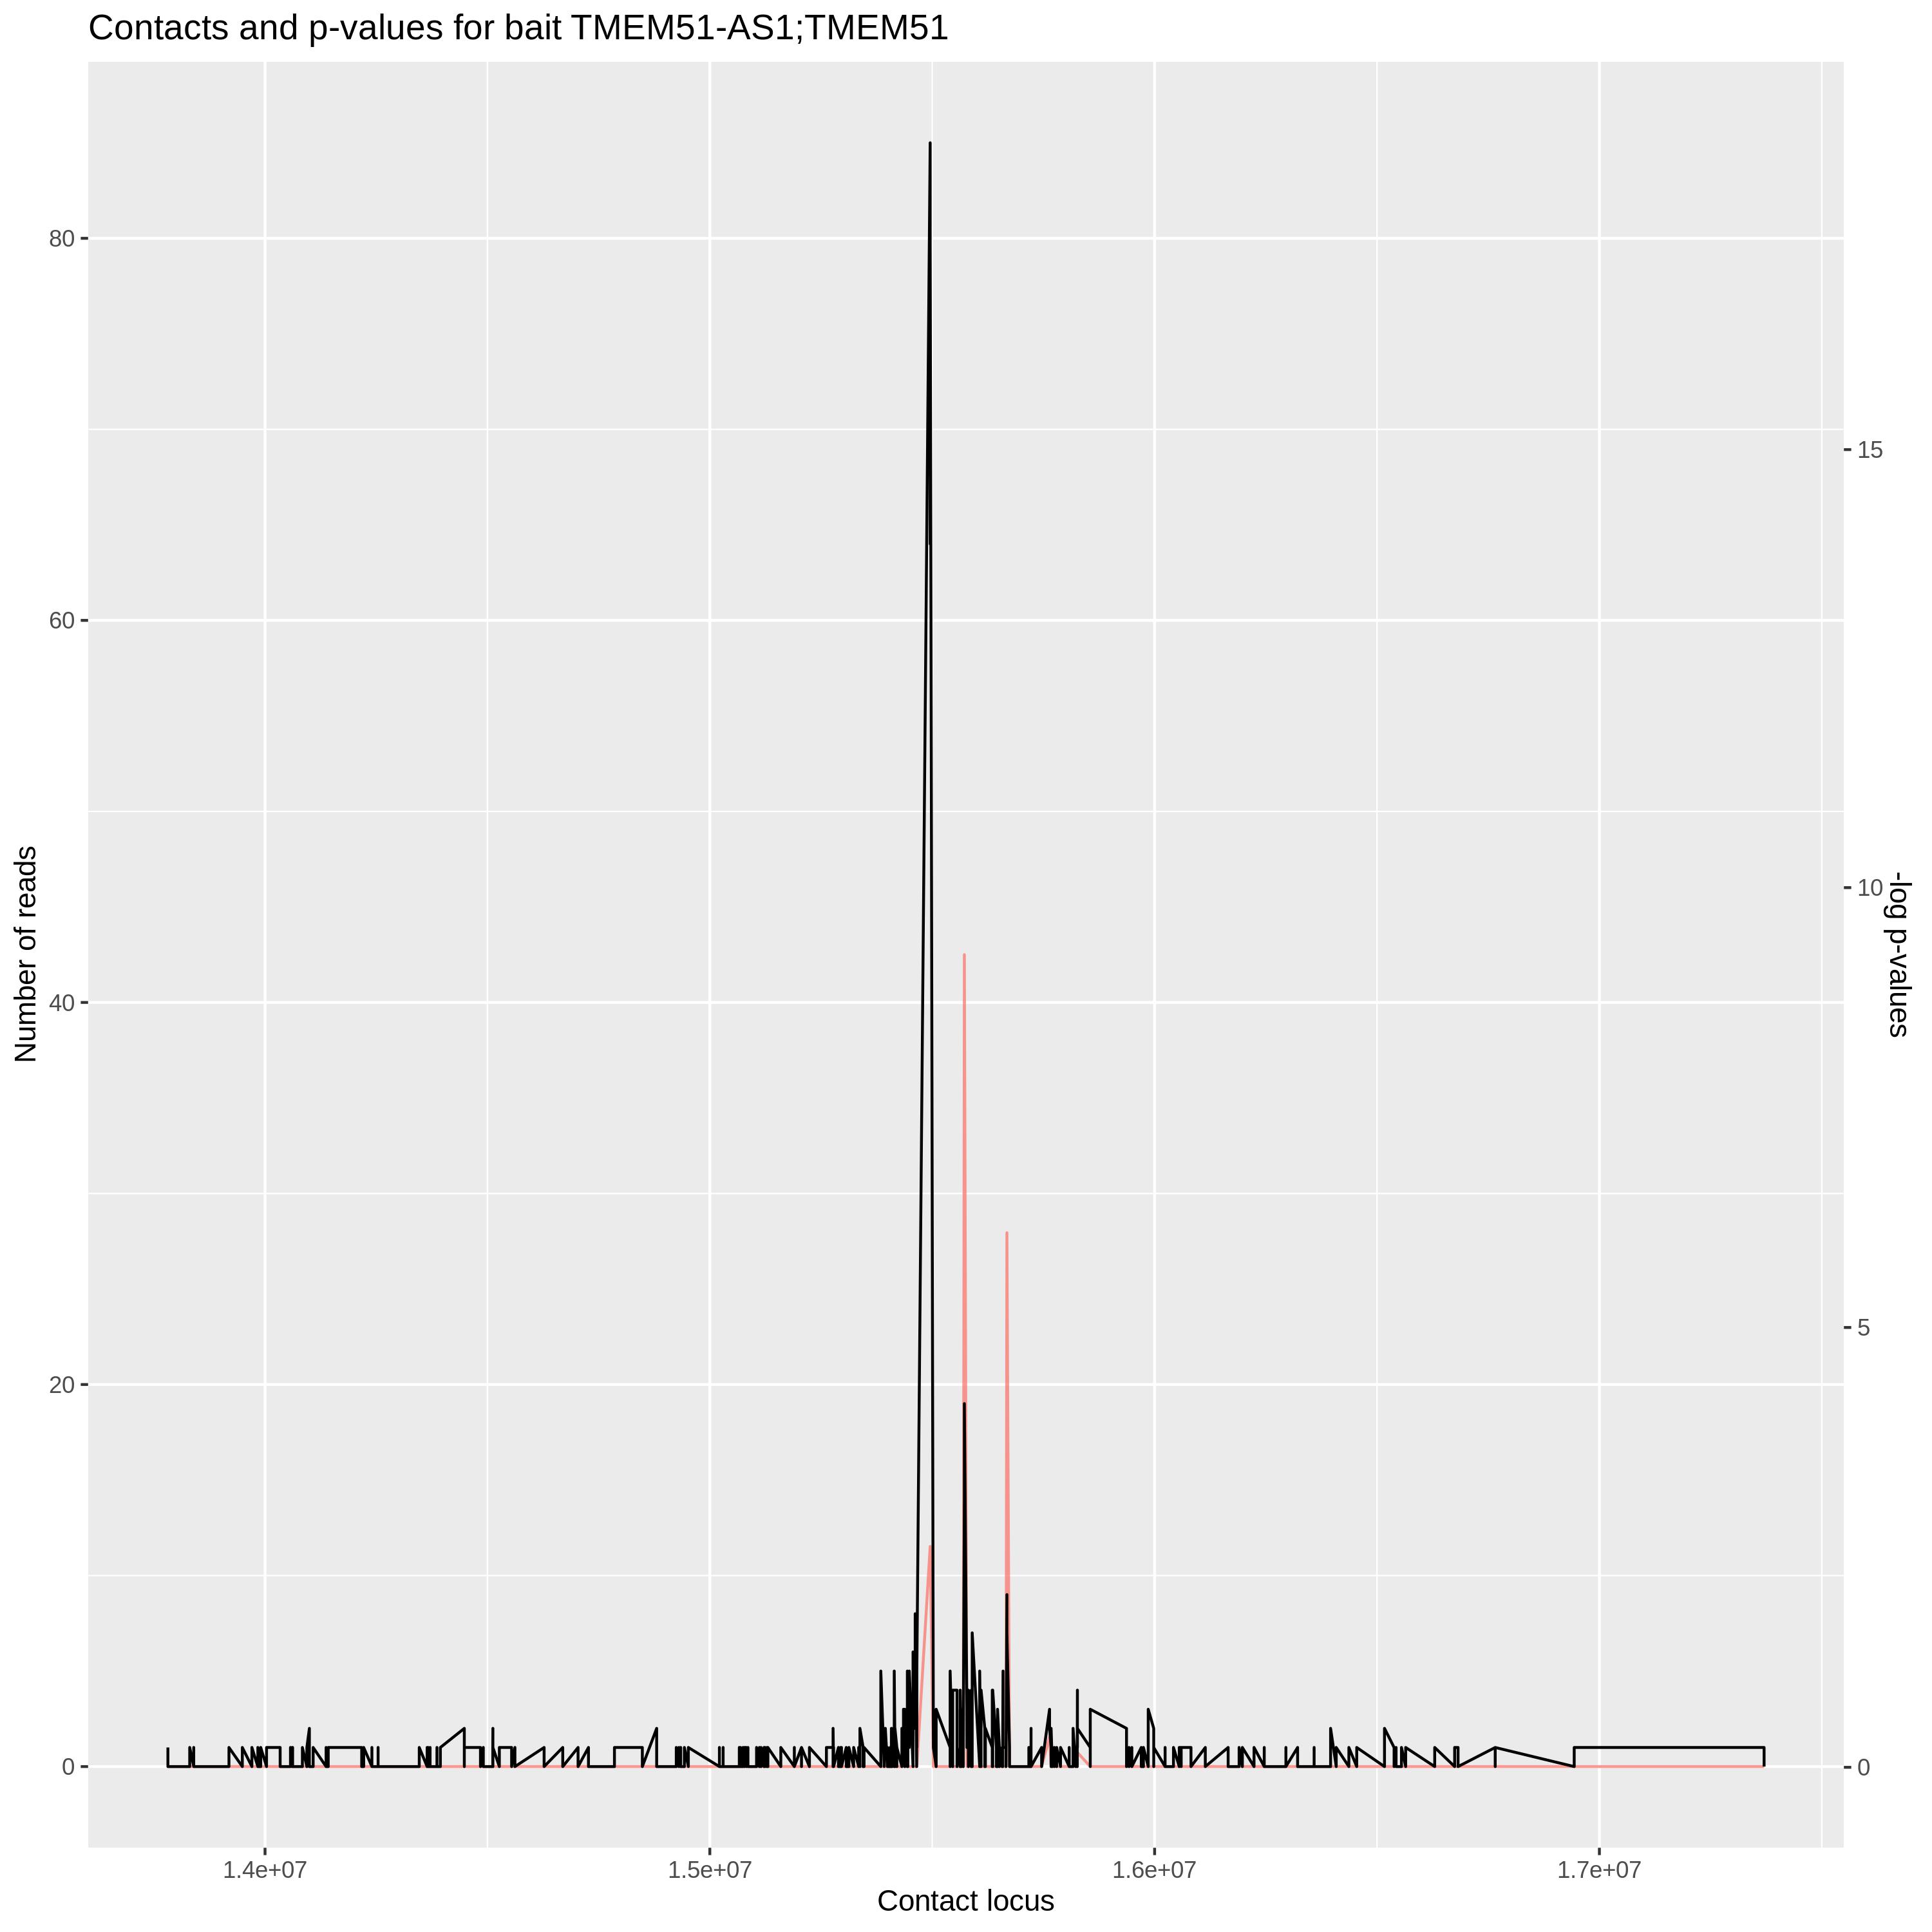 Contacts and p-values for bait TMEM51-AS1;TMEM51
80
60
40
20
0
Number of reads
15
10
5
0
-log p-values
1.4e+07 1.5e+07 1.6e+07 1.7e+07
Contact locus